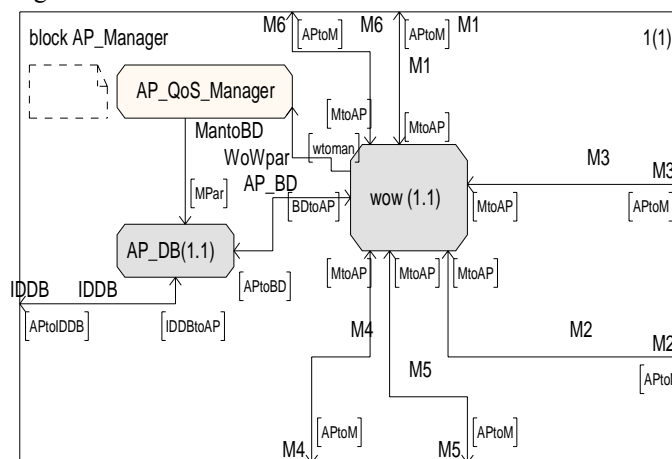 M6 M6 M1
block AP_Manager [APtoM] [APtoM] 1(1)
M1
AP_QoS_Manager
[MtoAP]
MantoBD [wtoman] [MtoAP]
WoWpar M3 M3
AP_BD
[MPar] [BDtoAP] wow (1.1) [MtoAP] [APtoM]
AP_DB(1.1)
[MtoAP] [MtoAP] [MtoAP]
IDDB IDDB [APtoBD]
[APtoIDDB] [IDDBtoAP] M4 M2 M2
M5 [APtoM
[APtoM] [APtoM]
M4 M5